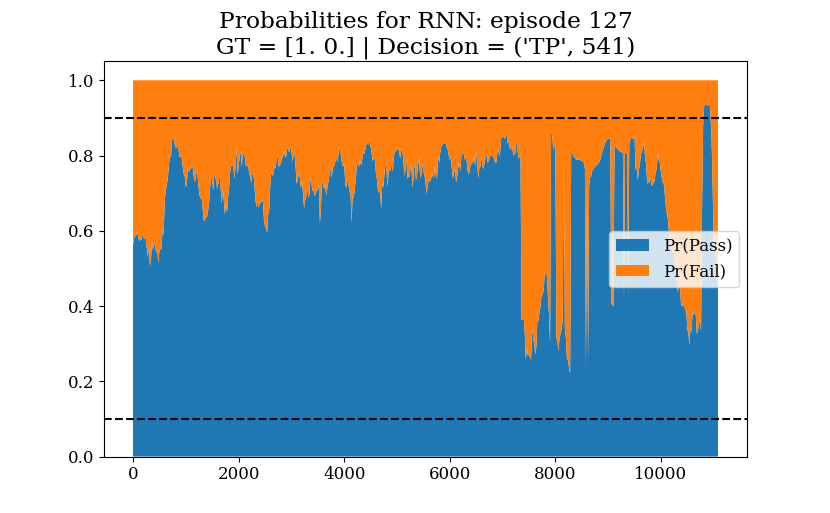 Probabilities for RNN: episode 127
GT = [1. 0.] | Decision = ('TP', 541)
1.0
0.8
0.6
0.4
0.2
0.0
Pr(Pass)
Pr(Fail)
0 2000 4000 6000 8000 10000